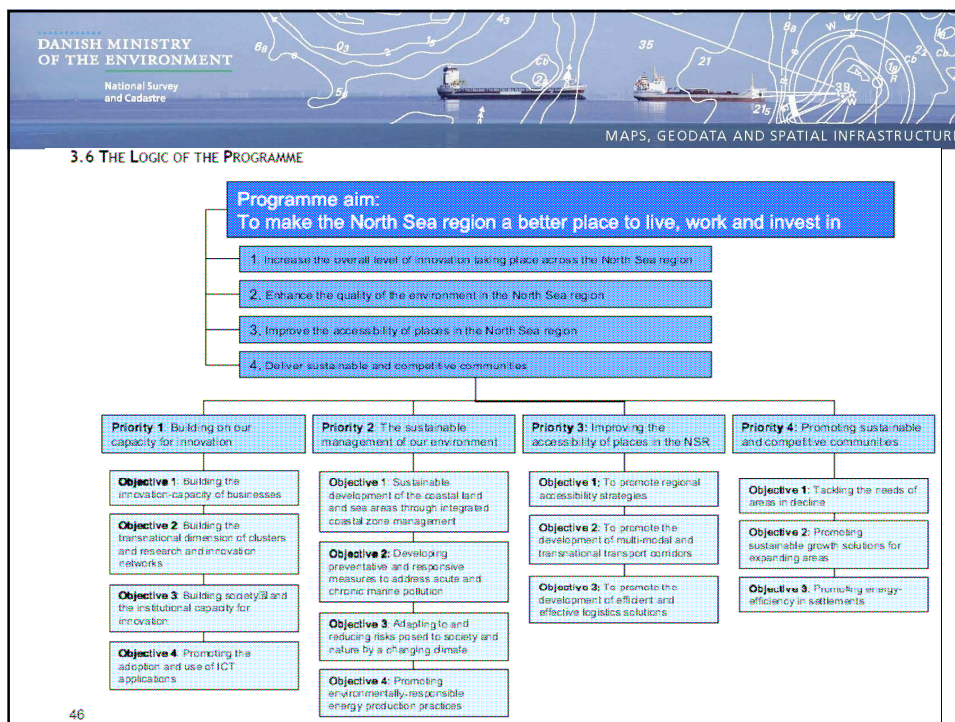 DANISH MINISTRY
OF THE ENVIRONMENT
National Survey
and Cadastre
MAPS, GEODATA AND SPATIAL INFRASTRUCTURE
3.6 THE LOGIC OF THE PROGRAMME
Programme aim:
To make the North Sea region a better place to live, work and invest in
1. Increase the overall level of innovation taking place across the North Sea region
2. Enhance the quality of the environment in the North Sea region
3. Improve the accessibility of places in the North Sea region
4. Deliver sustainable and competitive communities
Priority 1: Building on our
capacity for innovation
Objective 1: Building the
innovation-capacity of businesses
Objective 2: Building the
transnational dimension of clusters
and research and innovation
networks
Objective 3: Building society's and
the institutional capacity for
innovation
Objective 4: Promoting the
adoption and use of ICT
applications
Priority 2: The sustainable
management of our environment
Objective 1: Sustainable
development of the coastal land
and sea areas through integrated
coastal zone management
Objective 2: Developing
preventative and responsive
measures to address acute and
chronic marine pollution
Objective 3: Adapting to and
reducing risks posed to society and
nature by a changing climate
Objective 4: Promoting
environmentally-responsible
energy production practices
Priority 3: Improving the
accessibility of places in the NSR
Objective 1: To promote regional
accessibility strategies
Objective 2: To promote the
development of multi-modal and
transnational transport corridors
Objective 3: To promote the
development of efficient and
effective logistics solutions
Priority 4: Promoting sustainable
and competitive communities
Objective 1: Tackling the needs of
areas in decline
Objective 2: Promoting
sustainable growth solutions for
expanding areas
Objective 3: Promoting energy-
efficiency in settlements
46